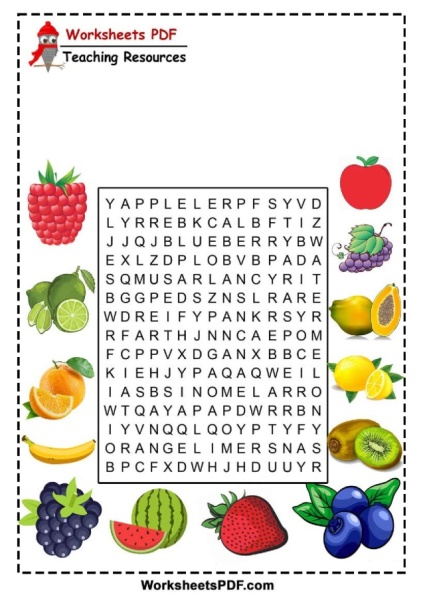 Worksheets PDF
Teaching Resources
Y A P P L E L E R P F S Y V D
L Y R R E B K C A L B F T I Z
J J Q J B L U E B E R R Y B W
E X L Z D P L O B V B P A D A
S Q M U S A R L A N C Y R I T
B G G P E D S Z N S L R A R E
W D R E I F Y P A N K R S Y R
R F A R T H J N N C A E P O M
F C P P V X D G A N X B B C E
K I E H J Y P A Q A Q W E I L
I A S B S I N O M E L A R R O
W T Q A Y A P A P D W R R B N
I Y V N Q Q L Q O Y P T Y F Y
O R A N G E L I M E R S N A S
B P C F X D W H J H D U U Y R
WorksheetsPDF.com